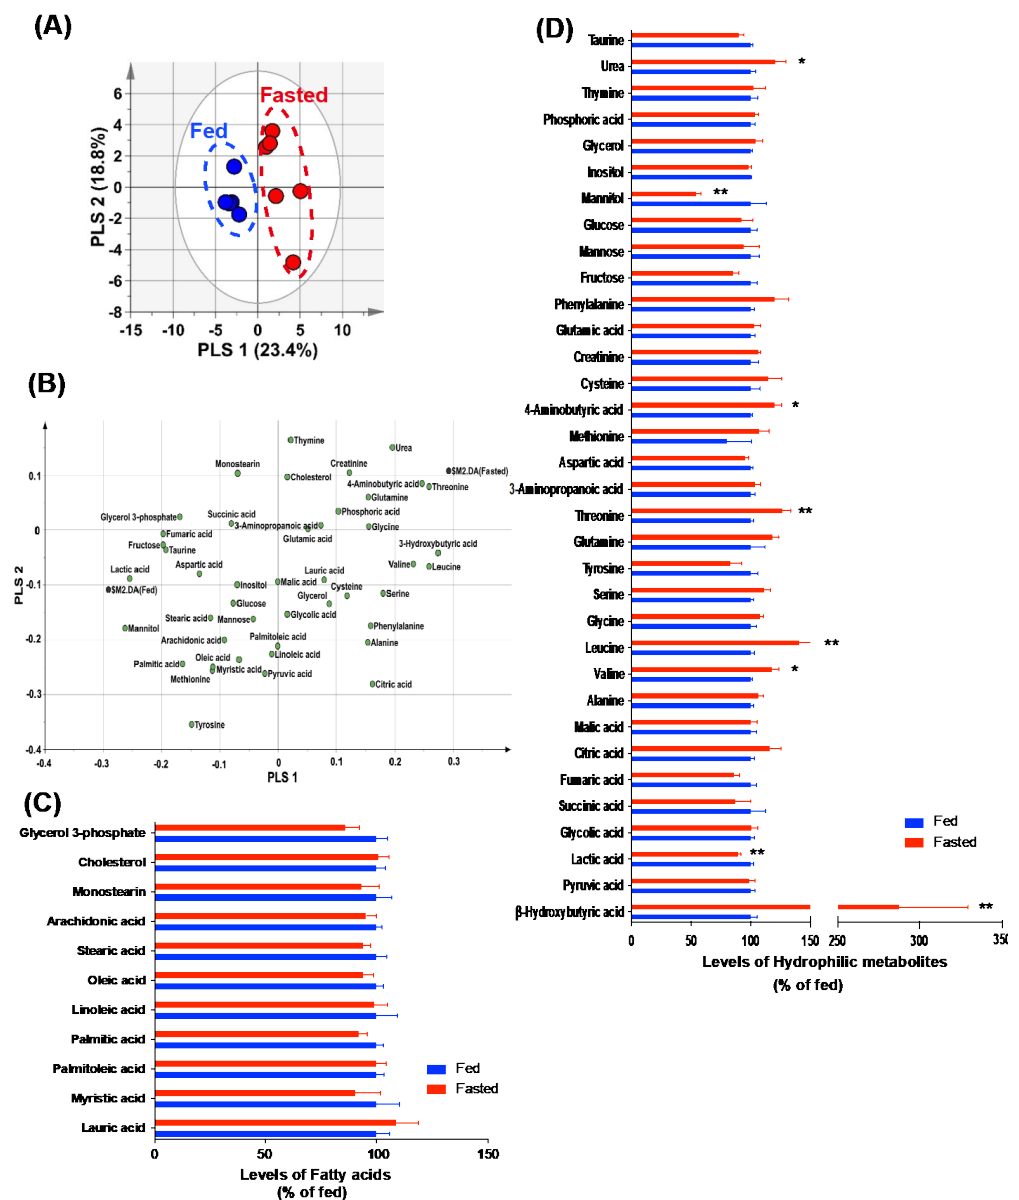 (A)
Fasted
Fed
6
4
2
0
-2
-4
-6
-8
-15
-10
-5
0
5
10
PLS 2 (18.8%)
PLS 1 (23.4%)
(B)
Thymine
Urea
Monostearin
Creatinine
$M2.DA(Fasted)
Cholesterol
4-Aminobutyric acid
Threonine
Glutamine
Phosphoric acid
Glycerol 3-phosphate
Succinic acid
3-Aminopropanoic acid
Glycine
Fumaric acid
Glutamic acid
Fructose
Taurine
3-Hydroxybutyric acid
Lactic acid
Aspartic acid
Lauric acid
Valine
Leucine
$M2.DA(Fed)
Inositol
Malic acid
Cysteine
Serine
Glucose
Glycerol
Stearic acid
Mannose
Glycolic acid
Mannitol
Phenylalanine
Arachidonic acid
Palmitoleic acid
Alanine
Palmitic acid
Oleic acid
Linoleic acid
Myristic acid
Methionine
Pyruvic acid
Citric acid
Tyrosine
0.1
0
-0.1
-0.2
-0.3
-0.4
-0.4
-0.3
-0.2
-0.1
0
0.1
0.2
0.3
PLS 2
PLS 1
(C)
Glycerol 3-phosphate
Cholesterol
Monostearin
Arachidonic acid
Stearic acid
Oleic acid
Linoleic acid
Palmitic acid
Palmitoleic acid
Myristic acid
Lauric acid
Fed
Fasted
0
50
100
150
Levels of Fatty acids
(% of fed)
(D)
Taurine
Urea *
Thymine
Phosphoric acid
Glycerol
Inositol
Mannitol **
Glucose
Mannose
Fructose
Phenylalanine
Glutamic acid
Creatinine
Cysteine
4-Aminobutyric acid *
Methionine
Aspartic acid
3-Aminopropanoic acid
Threonine **
Glutamine
Tyrosine
Serine
Glycine
Leucine **
Valine *
Alanine
Malic acid
Citric acid
Fumaric acid
Succinic acid
Glycolic acid
Lactic acid **
Pyruvic acid
β-Hydroxybutyric acid **
Fed
Fasted
0
50
100
150
250
300
350
Levels of Hydrophilic metabolites
(% of fed)